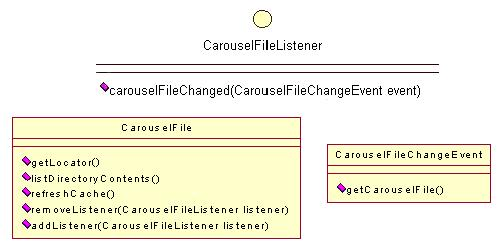 CarouselFileListener
carouselFileChanged(CarouselFileChangeEvent event)
CarouselFile
getLocator()
listDirectoryContents()
refreshCache()
removeListener(CarouselFileListener listener)
addListener(CarouselFileListener listener)
CarouselFileChangeEvent
getCarouselFile()